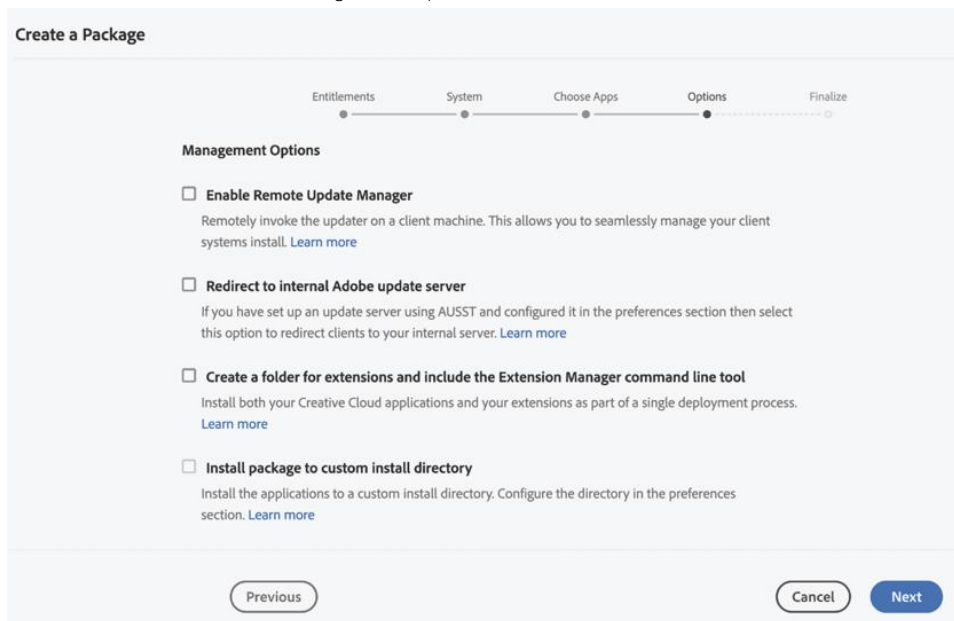 Create a Package
Entitlements System Choose Apps Options Finalize
Management Options
Enable Remote Update Manager
Remotely invoke the updater on a client machine. This allows you to seamlessly manage your client
systems install. Learn more
Redirect to internal Adobe update server
If you have set up an update server using AUSST and configured it in the preferences section then select
this option to redirect clients to your internal server. Learn more
Create a folder for extensions and include the Extension Manager command line tool
Install both your Creative Cloud applications and your extensions as part of a single deployment process.
Learn more
Install package to custom install directory
Install the applications to a custom install directory. Configure the directory in the preferences
section. Learn more
Previous Cancel Next